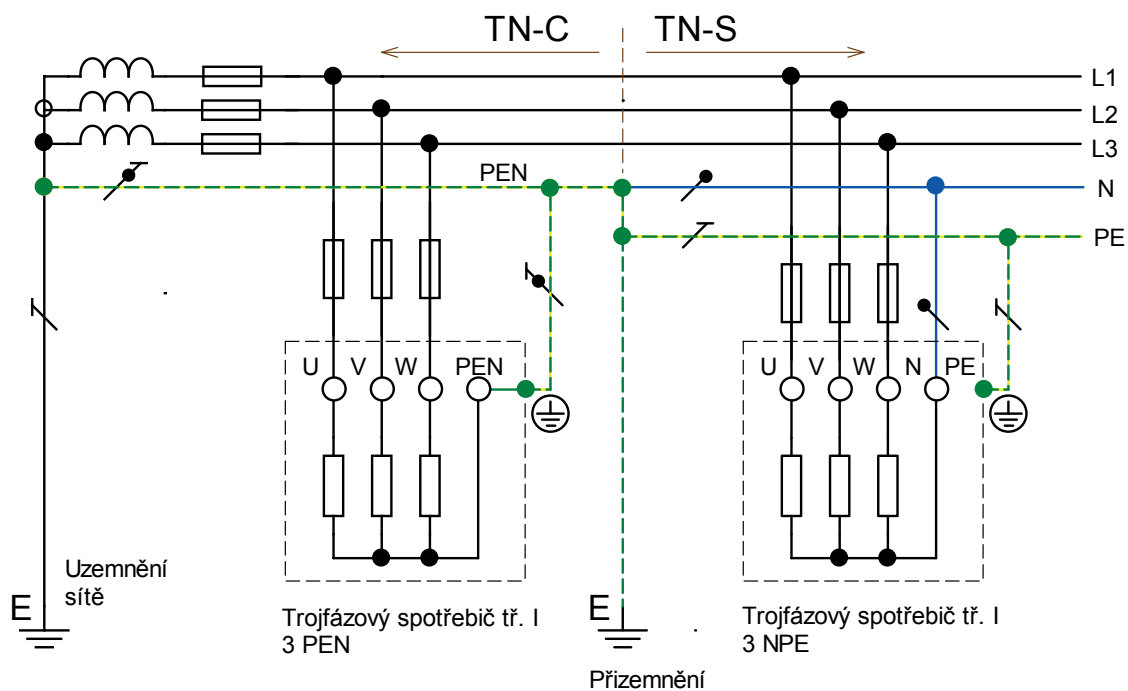 TN-C
TN-S
L1
L2
L3
PEN
N
PE
U V W PEN
U V W N PE
Uzemnění
sítě
E
E
Trojfázový spotřebič tř. I
3 PEN
Trojfázový spotřebič tř. I
3 NPE
Přizemnění